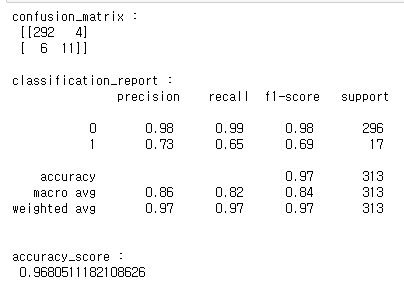 confusion_matrix :
[[292   4]
[  6  11]]
classification_report :
precision    recall  f1-score   support
0       0.98      0.99      0.98       296
1       0.73      0.65      0.69        17
accuracy                           0.97       313
macro avg       0.86      0.82      0.84       313
weighted avg       0.97      0.97      0.97       313
accuracy_score :
0.9680511182108626